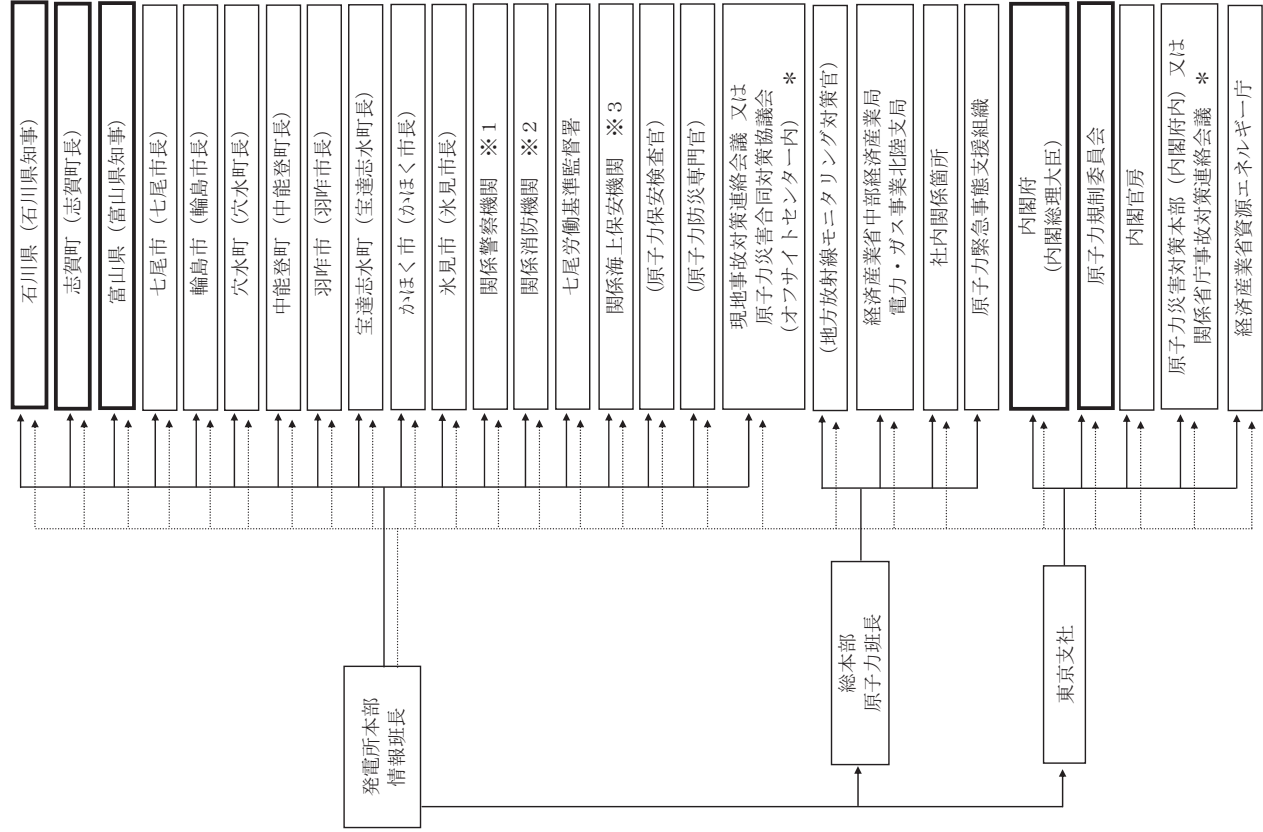 発電所本部
情報班長
総本部
原子力班長
東京支社
石川県（石川県知事）
志賀町（志賀町長）
富山県（富山県知事）
七尾市（七尾市長）
輪島市（輪島市長）
穴水町（穴水町長）
中能登町（中能登町長）
羽咋市（羽咋市長）
宝達志水町（宝達志水町長）
かほく市（かほく市長）
氷見市（氷見市長）
関係警察機関　※１
関係消防機関　※２
七尾労働基準監督署
関係海上保安機関　※３
（原子力保安検査官）
（原子力防災専門官）
現地事故対策連絡会議　又は
原子力災害合同対策協議会
（オフサイトセンター内）　＊
（地方放射線モニタリング対策官）
経済産業省中部経済産業局
電力・ガス事業北陸支局
社内関係箇所
原子力緊急事態支援組織
内閣府
（内閣総理大臣）
原子力規制委員会
内閣官房
原子力災害対策本部（内閣府内）又は
関係省庁事故対策連絡会議　＊
経済産業省資源エネルギー庁